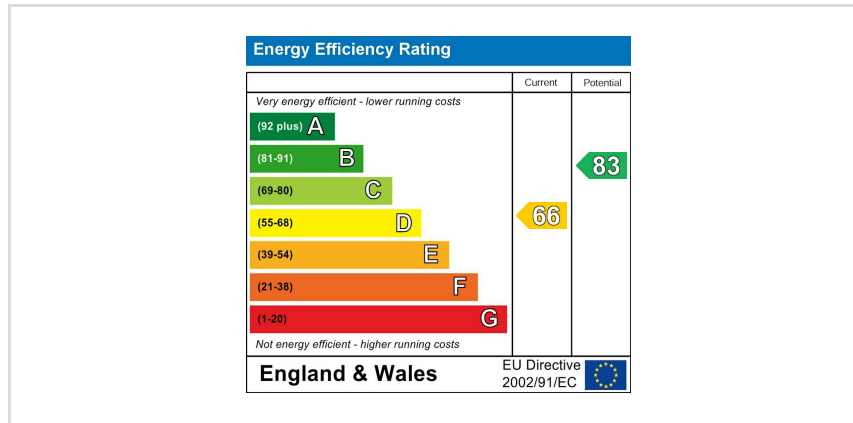 Energy Efficiency Rating
Current Potential
Very energy efficient - lower running costs
(92 plus) A
(81-91) B
83
(69-80) C
66
(55-68) D
(39-54) E
(21-38) F
(1-20) G
Not energy efficient - higher running costs
England & Wales
EU Directive
2002/91/EC